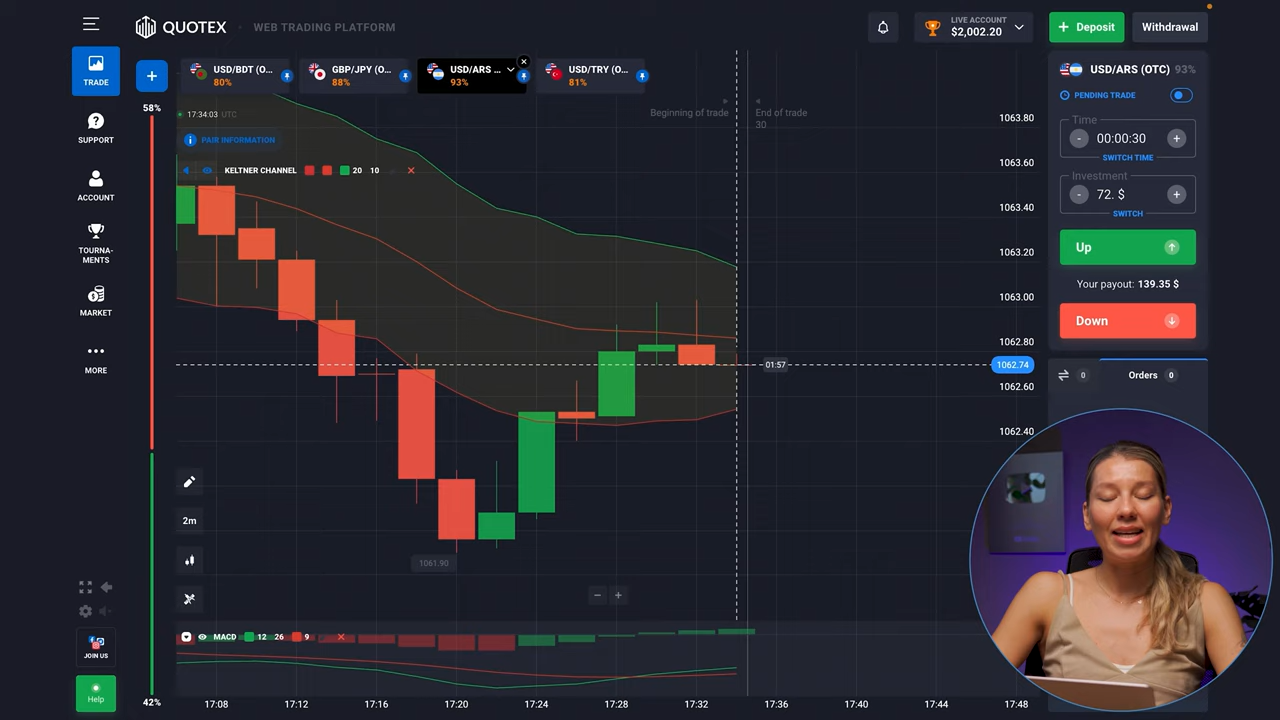 QUOTEX
WEB TRADING PLATFORM
LIVE ACCOUNT
$2,002.20
+ Deposit
Withdrawal
TRADE
SUPPORT
ACCOUNT
TOURNA-
MENTS
MARKET
MORE
JOIN US
Help
+
USD/BDT (O...
80%
GBP/JPY (O...
88%
USD/ARS ...
93%
USD/TRY (O...
81%
58%
42%
17:34:03 UTC
PAIR INFORMATION
KELTNER CHANNEL 20 10
Beginning of trade
End of trade
30
1063.80
1063.60
1063.40
1063.20
1063.00
1062.80
1062.74
1062.60
1062.40
01:57
1061.90
2m
MACD 12 26 9
17:08
17:12
17:16
17:20
17:24
17:28
17:32
17:36
17:40
17:44
17:48
USD/ARS (OTC) 93%
PENDING TRADE
Time
- 00:00:30 +
SWITCH TIME
Investment
- 72. $ +
SWITCH
Up
Your payout: 139.35 $
Down
0
Orders 0